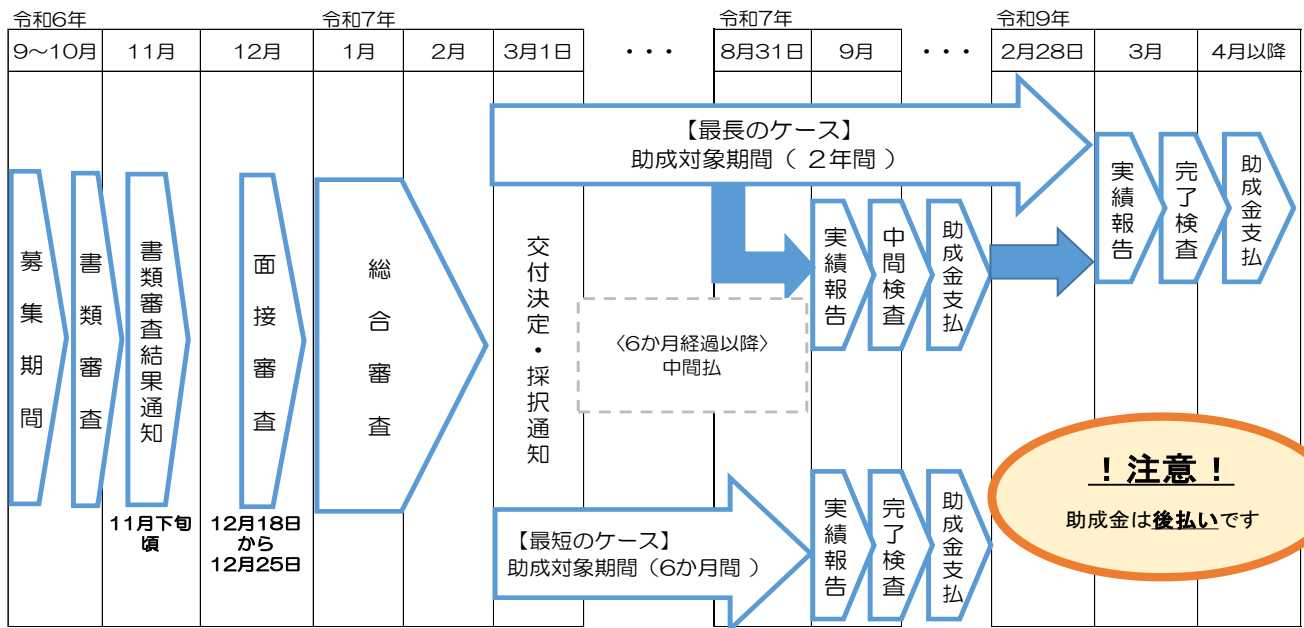 令和6年
令和7年
令和7年
令和9年
9～10月
11月
12月
1月
2月
3月1日
・・・
8月31日
9月
・・・
2月28日
3月
4月以降
【最長のケース】
助成対象期間（ 2年間 ）
募集期間
書類審査
書類審査結果通知
面接審査
総合審査
交付決定・採択通知
実績報告
中間検査
助成金支払
実績報告
完了検査
助成金支払
〈6か月経過以降〉
中間払
11月下旬
頃
12月18日
から
12月25日
【最短のケース】
助成対象期間（6か月間 ）
実績報告
完了検査
助成金支払
！注意！
助成金は後払いです